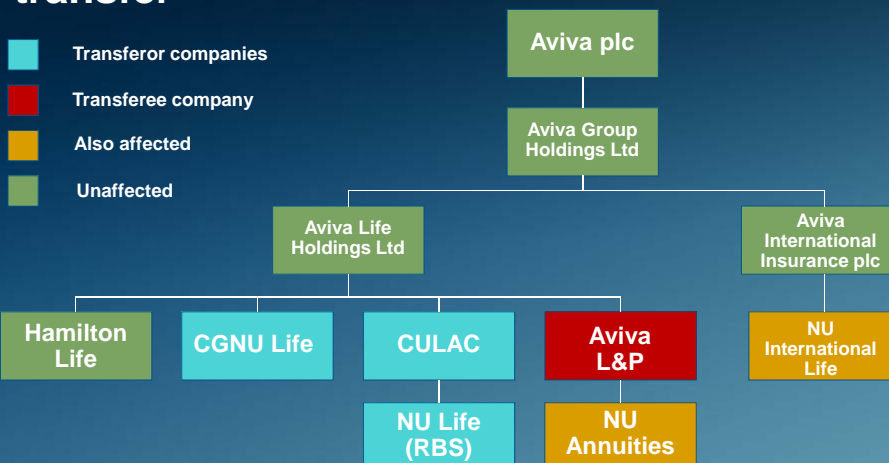 transfer
Transferor companies
Transferee company
Also affected
Unaffected
Aviva plc
Aviva Group
Holdings Ltd
Aviva Life
Holdings Ltd
Aviva
International
Insurance plc
Hamilton
Life
CGNU Life
CULAC
Aviva
L&P
NU
International
Life
NU Life
(RBS)
NU
Annuities